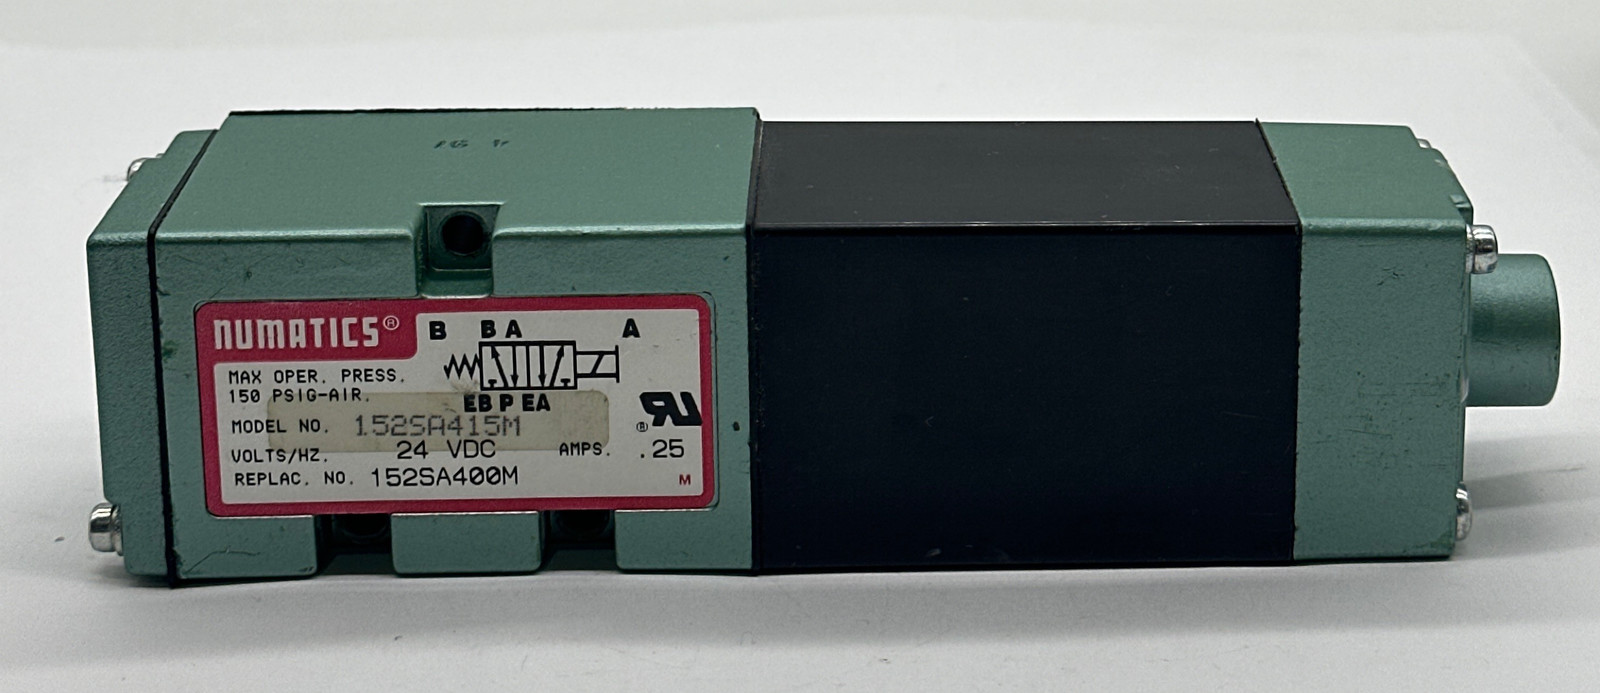 NUMATICS®
B BA A
EB P EA
MAX OPER. PRESS.
150 PSIG-AIR.
MODEL NO. 152SA415M
VOLTS/HZ. 24 VDC AMPS. .25
REPLAC. NO. 152SA400M
M